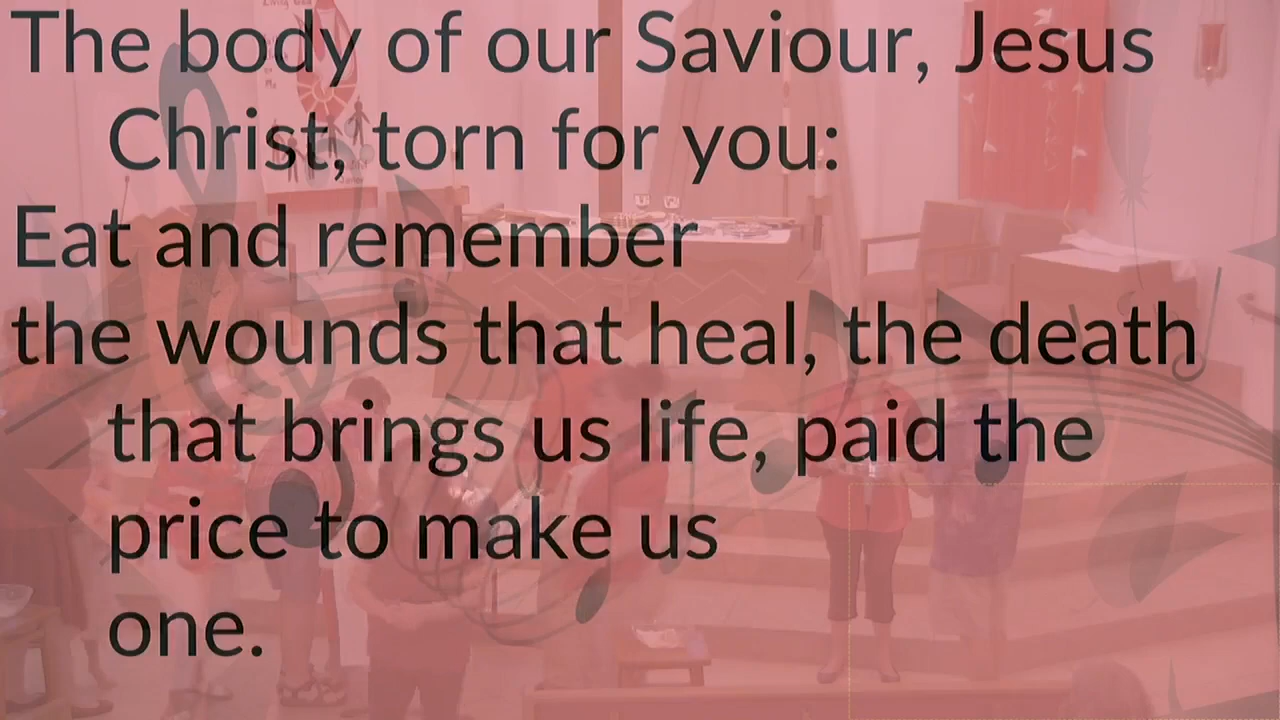 The body of our Saviour, Jesus
Christ, torn for you:
Eat and remember
the wounds that heal, the death
that brings us life, paid the
price to make us
one.